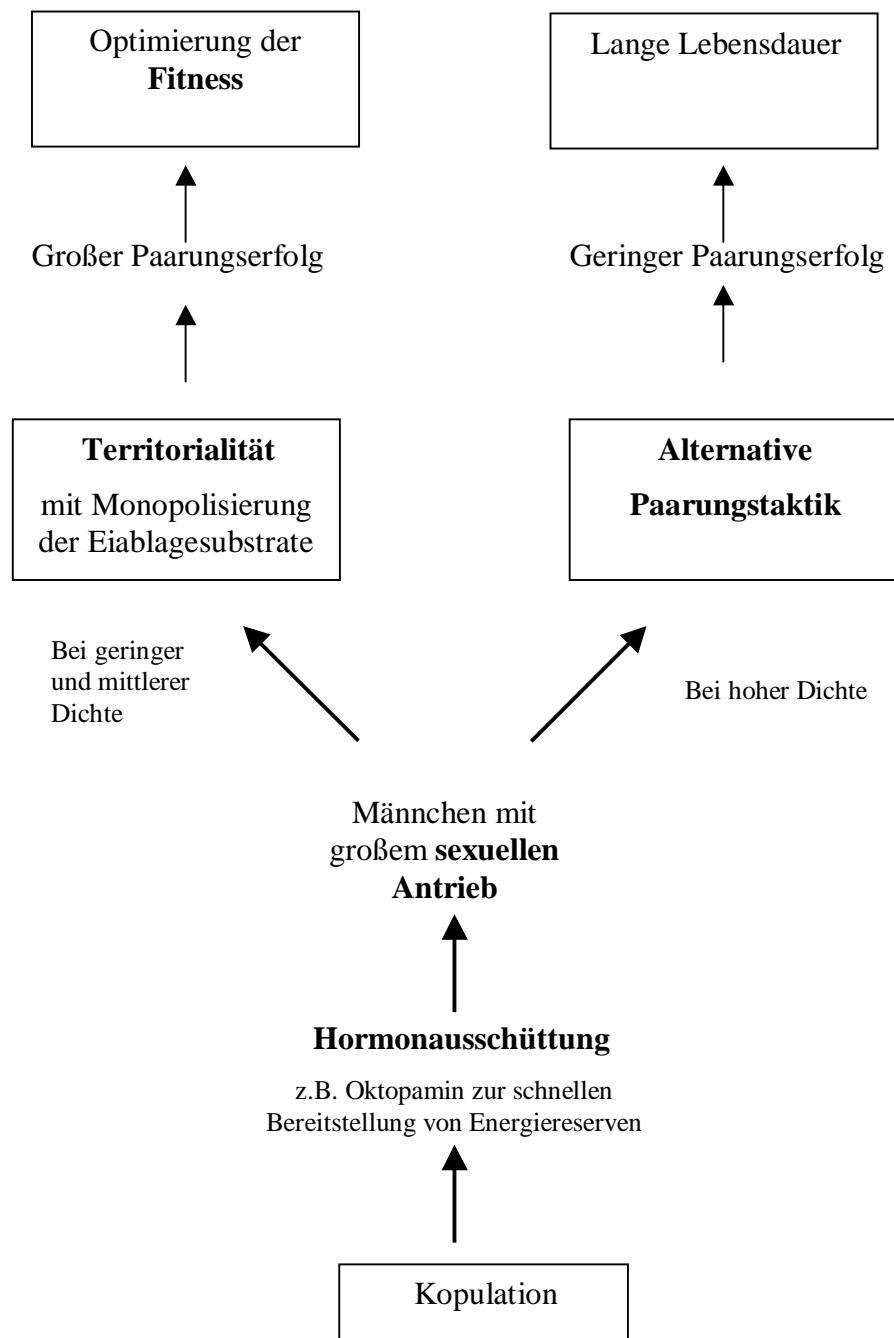 Optimierung der
Fitness
Lange Lebensdauer
Großer Paarungserfolg
Geringer Paarungserfolg
Territorialität
mit Monopolisierung
der Eiablagesubstrate
Alternative
Paarungstaktik
Bei geringer
und mittlerer
Dichte
Bei hoher Dichte
Männchen mit
großem sexuellen
Antrieb
Hormonausschüttung
z.B. Oktopamin zur schnellen
Bereitstellung von Energiereserven
Kopulation